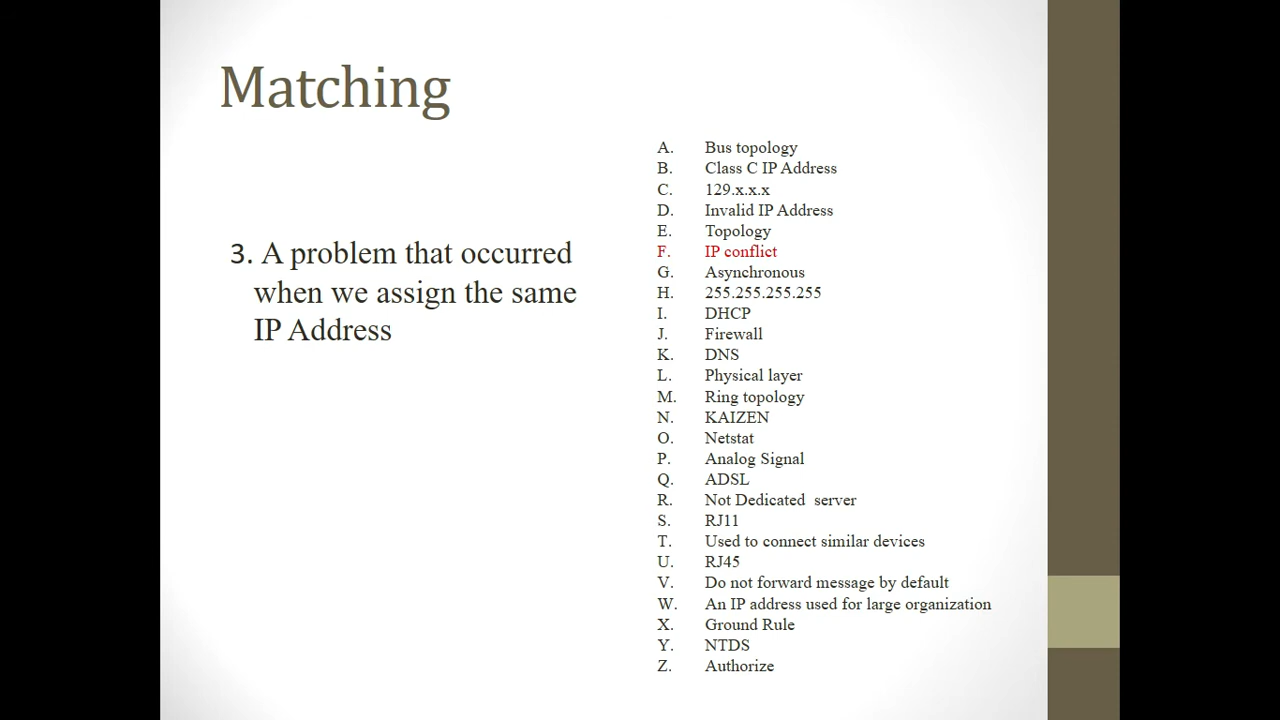 Matching
3. A problem that occurred
when we assign the same
IP Address
A. Bus topology
B. Class C IP Address
C. 129.x.x.x
D. Invalid IP Address
E. Topology
F. IP conflict
G. Asynchronous
H. 255.255.255.255
I. DHCP
J. Firewall
K. DNS
L. Physical layer
M. Ring topology
N. KAIZEN
O. Netstat
P. Analog Signal
Q. ADSL
R. Not Dedicated server
S. RJ11
T. Used to connect similar devices
U. RJ45
V. Do not forward message by default
W. An IP address used for large organization
X. Ground Rule
Y. NTDS
Z. Authorize